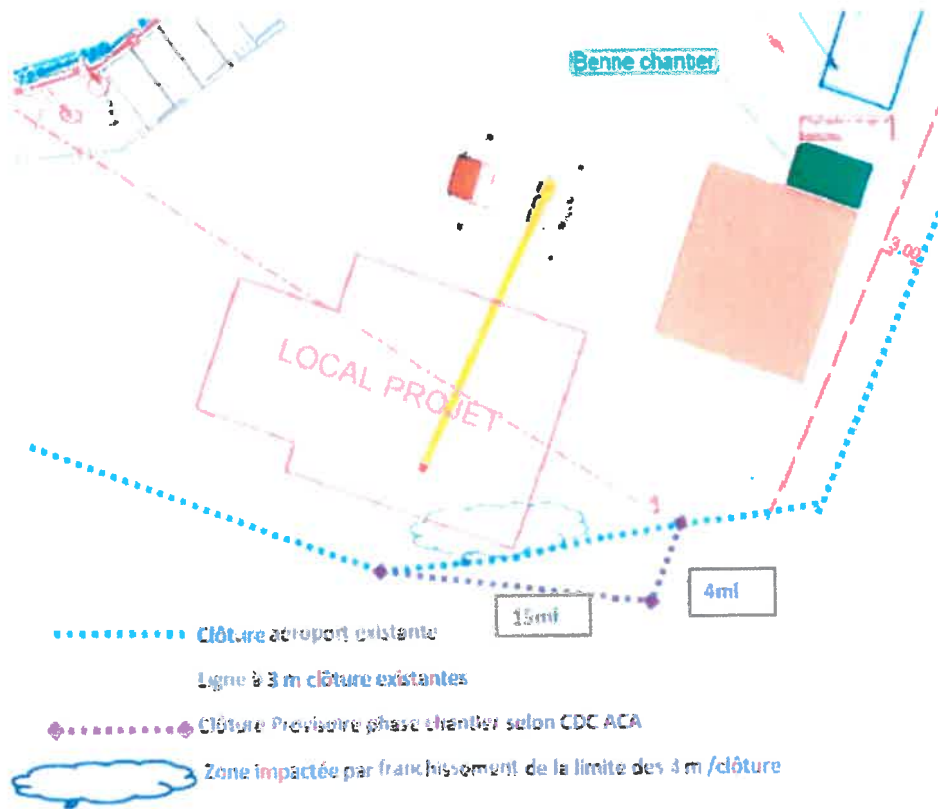 Benne chantier
3.00
LOCAL PROJET
4ml
15ml
Clôture aéroport existante
Ligne à 3 m clôture existantes
Clôture Provisoire phase chantier selon CDC ACA
Zone impactée par franchissement de la limite des 3 m /clôture